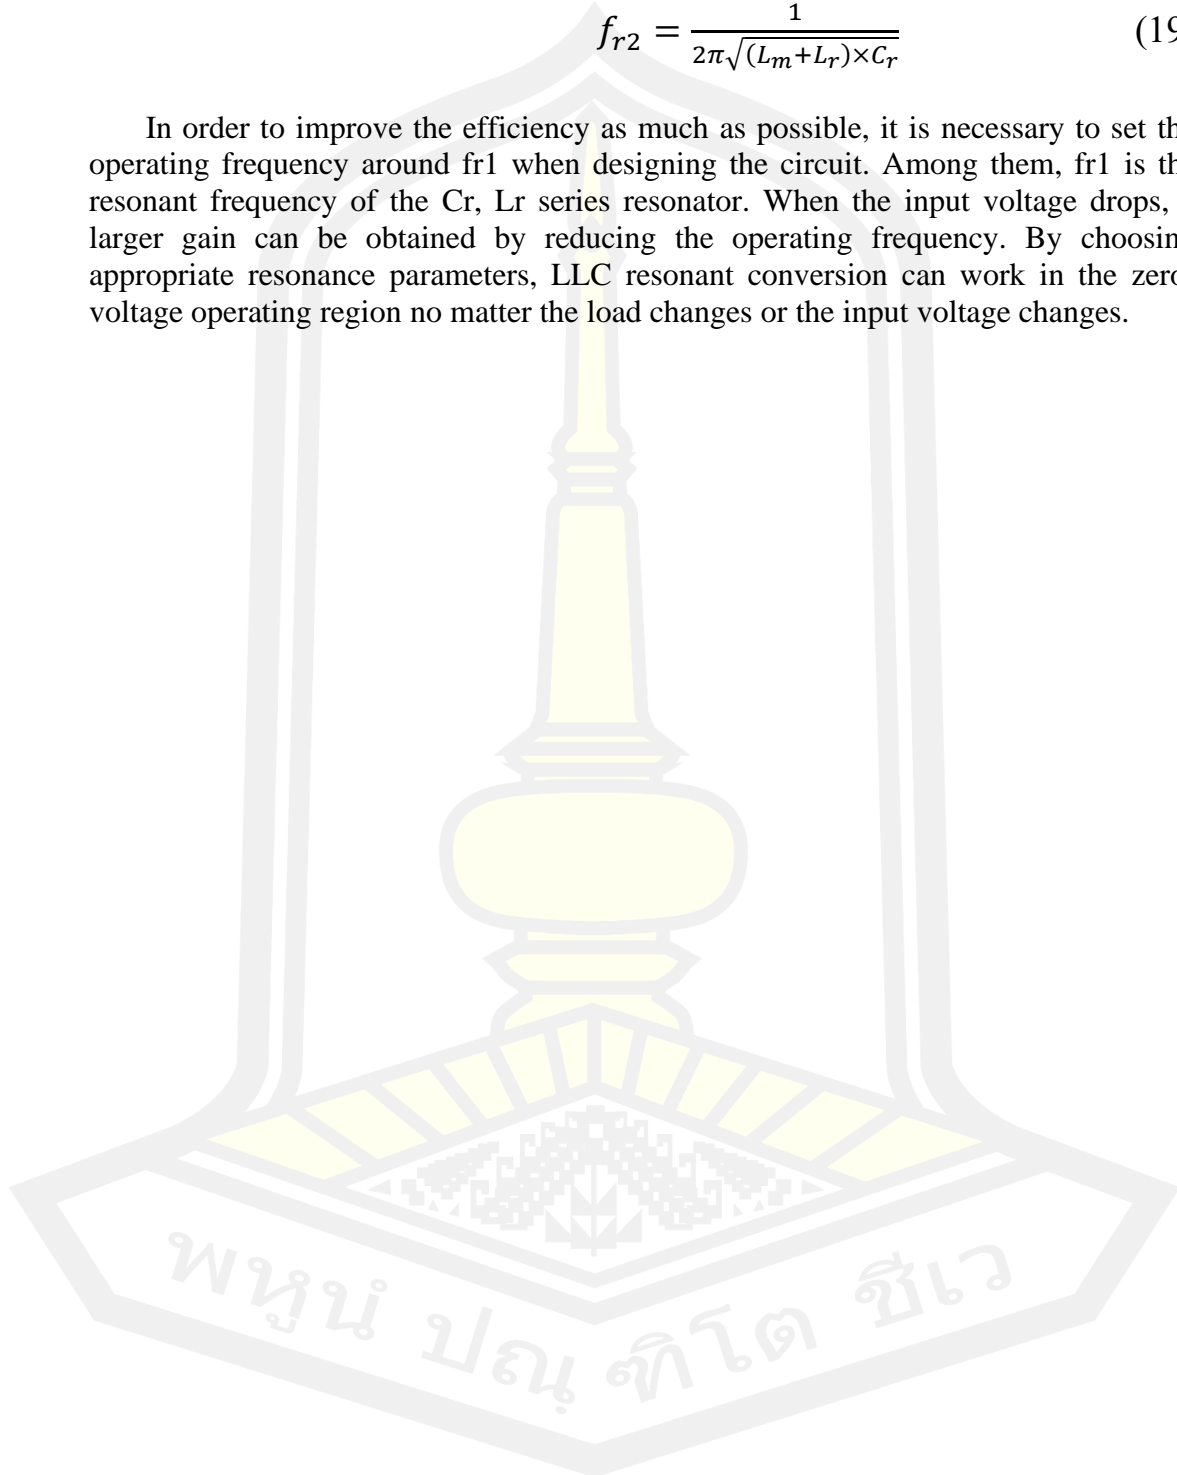 f_{r2} = \frac{1}{2\pi\sqrt{(L_m+L_r)\times C_r}} (19
In order to improve the efficiency as much as possible, it is necessary to set th
operating frequency around fr1 when designing the circuit. Among them, fr1 is th
resonant frequency of the Cr, Lr series resonator. When the input voltage drops,
larger gain can be obtained by reducing the operating frequency. By choosin
appropriate resonance parameters, LLC resonant conversion can work in the zero
voltage operating region no matter the load changes or the input voltage changes.
พหูนํ ปณฺฑิโต ชีเว